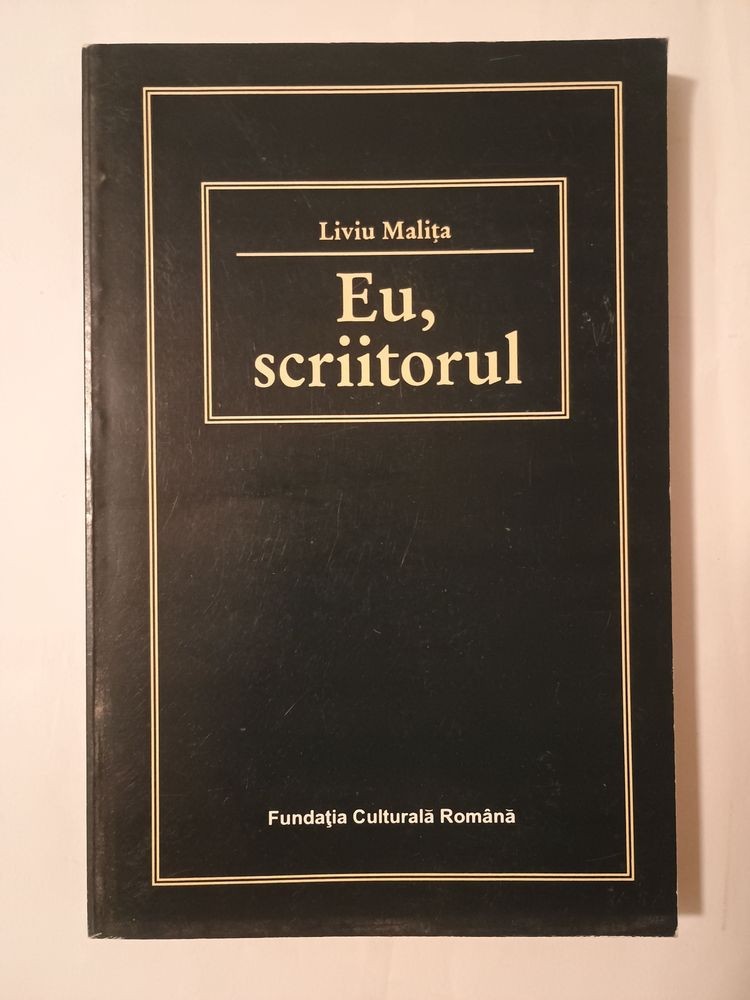 Liviu Malița
Eu,
scriitorul
Fundaţia Culturală Română